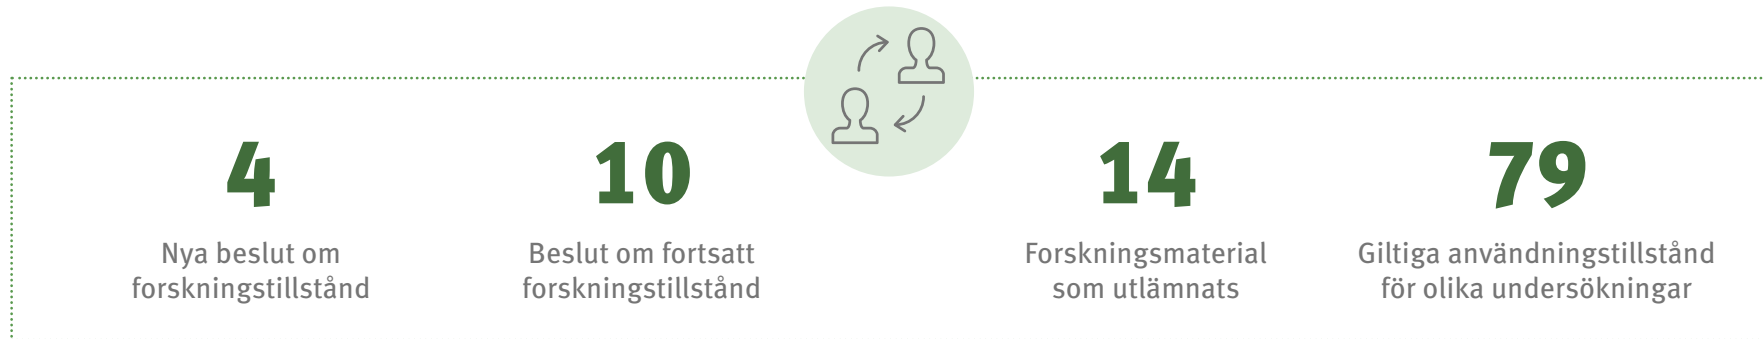 4
Nya beslut om
forskningstillstånd
10
Beslut om fortsatt
forskningstillstånd
14
Forskningsmaterial
som utlämnats
79
Giltiga användningstillstånd
för olika undersökningar